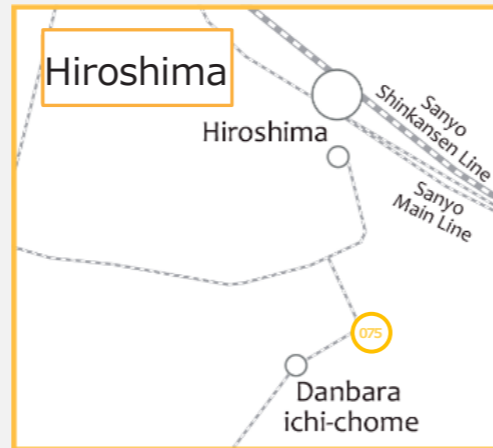 Hiroshima
Hiroshima
Sanyo
Shinkansen Line
Sanyo
Main Line
075
Danbara
ichi-chome